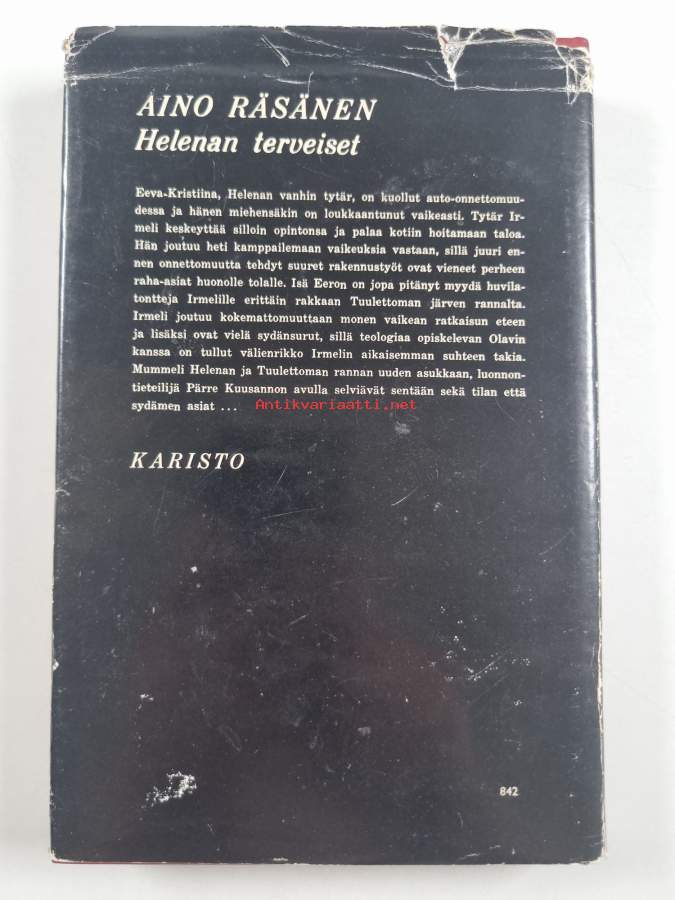 AINO RÄSÄNEN
Helenan terveiset
Eeva-Kristiina, Helenan vanhin tytär, on kuollut auto-onnettomuu-
dessa ja hänen miehensäkin on loukkaantunut vaikeasti. Tytär Ir-
meli keskeyttää silloin opintonsa ja palaa kotiin hoitamaan taloa.
Hän joutuu heti kamppailemaan vaikeuksia vastaan, sillä juuri en-
nen onnettomuutta tehdyt suuret rakennustyöt ovat vieneet perheen
raha-asiat huonolle tolalle. Isä Eeron on jopa pitänyt myydä huvila-
tontteja Irmelille erittäin rakkaan Tuulettoman järven rannalta.
Irmeli joutuu kokemattomuuttaan monen vaikean ratkaisun eteen
ja lisäksi ovat vielä sydänsurut, sillä teologiaa opiskelevan Olavin
kanssa on tullut välienrikko Irmelin aikaisemman suhteen takia.
Mummeli Helenan ja Tuulettoman rannan uuden asukkaan, luonnon-
tieteilijä Pärre Kuusannon avulla selviävät sentään sekä tilan että
sydämen asiat ...
Antikvariaatti.net
KARISTO
842